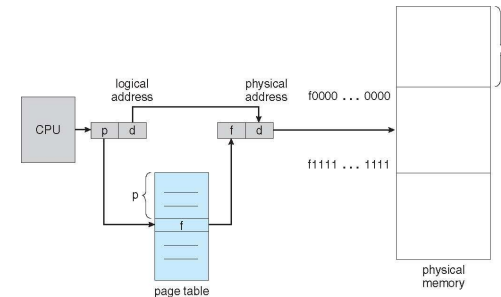 logical
address
physical
address
f0000 ... 0000
CPU
p
d
f
d
f1111 ... 1111
p
f
page table
physical
memory